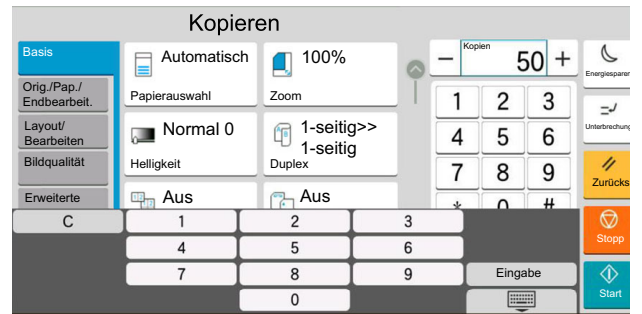 Kopieren
Basis
Orig./Pap./
Endbearbeit.
Layout/
Bearbeiten
Bildqualität
Erweiterte
Automatisch
Papierauswahl
100%
Zoom
Normal 0
Helligkeit
1-seitig>>
1-seitig
Duplex
Aus
Aus
Kopien
− 50 +
1 2 3
4 5 6
7 8 9
* 0 #
Energiesparen
Unterbrechung
Zurücks
Stopp
Start
C 1 2 3
4 5 6
7 8 9 Eingabe
0